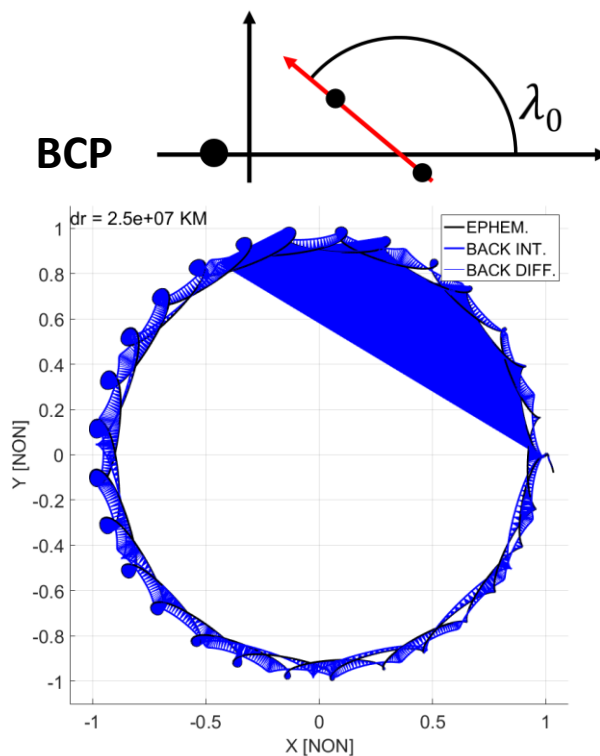 λ₀
BCP
dr = 2.5e+07 KM
EPHEM.
BACK INT.
BACK DIFF.
1
0.8
0.6
0.4
0.2
0
-0.2
-0.4
-0.6
-0.8
-1
Y [NON]
-1 -0.5 0 0.5 1
X [NON]